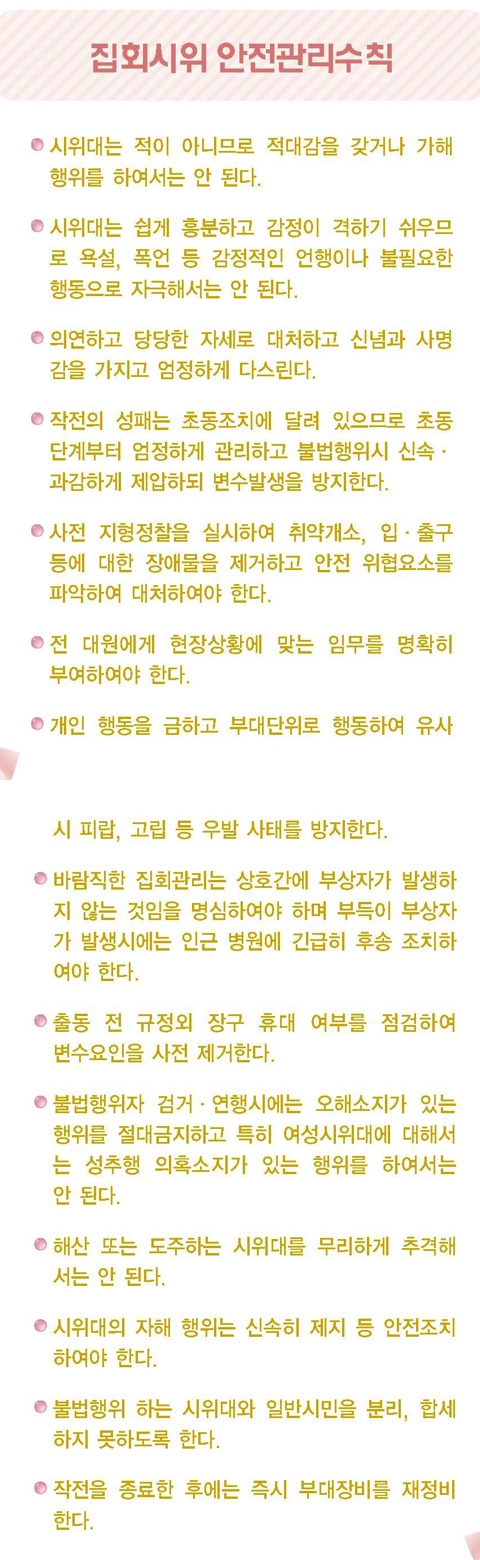 집회시위 안전관리수칙
시위대는 적이 아니므로 적대감을 갖거나 가해
행위를 하여서는 안 된다.
시위대는 쉽게 흥분하고 감정이 격하기 쉬우므
로 욕설, 폭언 등 감정적인 언행이나 불필요한
행동으로 자극해서는 안 된다.
의연하고 당당한 자세로 대처하고 신념과 사명
감을 가지고 엄정하게 다스린다.
작전의 성패는 초동조치에 달려 있으므로 초동
단계부터 엄정하게 관리하고 불법행위시 신속·
과감하게 제압하되 변수발생을 방지한다.
사전 지형정찰을 실시하여 취약개소, 입·출구
등에 대한 장애물을 제거하고 안전 위협요소를
파악하여 대처하여야 한다.
전 대원에게 현장상황에 맞는 임무를 명확히
부여하여야 한다.
개인 행동을 금하고 부대단위로 행동하여 유사
시 피랍, 고립 등 우발 사태를 방지한다.
바람직한 집회관리는 상호간에 부상자가 발생하
지 않는 것임을 명심하여야 하며 부득이 부상자
가 발생시에는 인근 병원에 긴급히 후송 조치하
여야 한다.
출동 전 규정외 장구 휴대 여부를 점검하여
변수요인을 사전 제거한다.
불법행위자 검거·연행시에는 오해소지가 있는
행위를 절대금지하고 특히 여성시위대에 대해서
는 성추행 의혹소지가 있는 행위를 하여서는
안 된다.
해산 또는 도주하는 시위대를 무리하게 추격해
서는 안 된다.
시위대의 자해 행위는 신속히 제지 등 안전조치
하여야 한다.
불법행위 하는 시위대와 일반시민을 분리, 합세
하지 못하도록 한다.
작전을 종료한 후에는 즉시 부대장비를 재정비
한다.